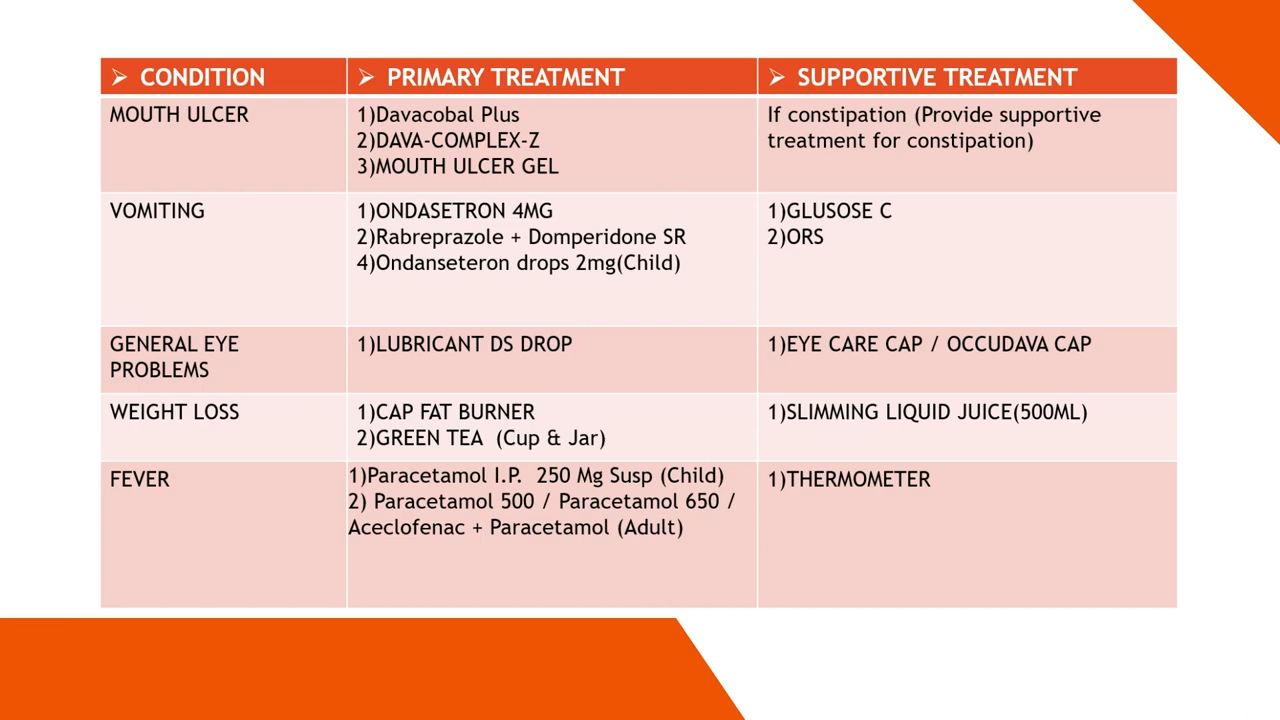 ➢ CONDITION
➢ PRIMARY TREATMENT
➢ SUPPORTIVE TREATMENT
MOUTH ULCER
1)Davacobal Plus
2)DAVA-COMPLEX-Z
3)MOUTH ULCER GEL
If constipation (Provide supportive
treatment for constipation)
VOMITING
1)ONDASETRON 4MG
2)Rabreprazole + Domperidone SR
4)Ondanseteron drops 2mg(Child)
1)GLUSOSE C
2)ORS
GENERAL EYE
PROBLEMS
1)LUBRICANT DS DROP
1)EYE CARE CAP / OCCUDAVA CAP
WEIGHT LOSS
1)CAP FAT BURNER
2)GREEN TEA (Cup & Jar)
1)SLIMMING LIQUID JUICE(500ML)
FEVER
1)Paracetamol I.P. 250 Mg Susp (Child)
2) Paracetamol 500 / Paracetamol 650 /
Aceclofenac + Paracetamol (Adult)
1)THERMOMETER